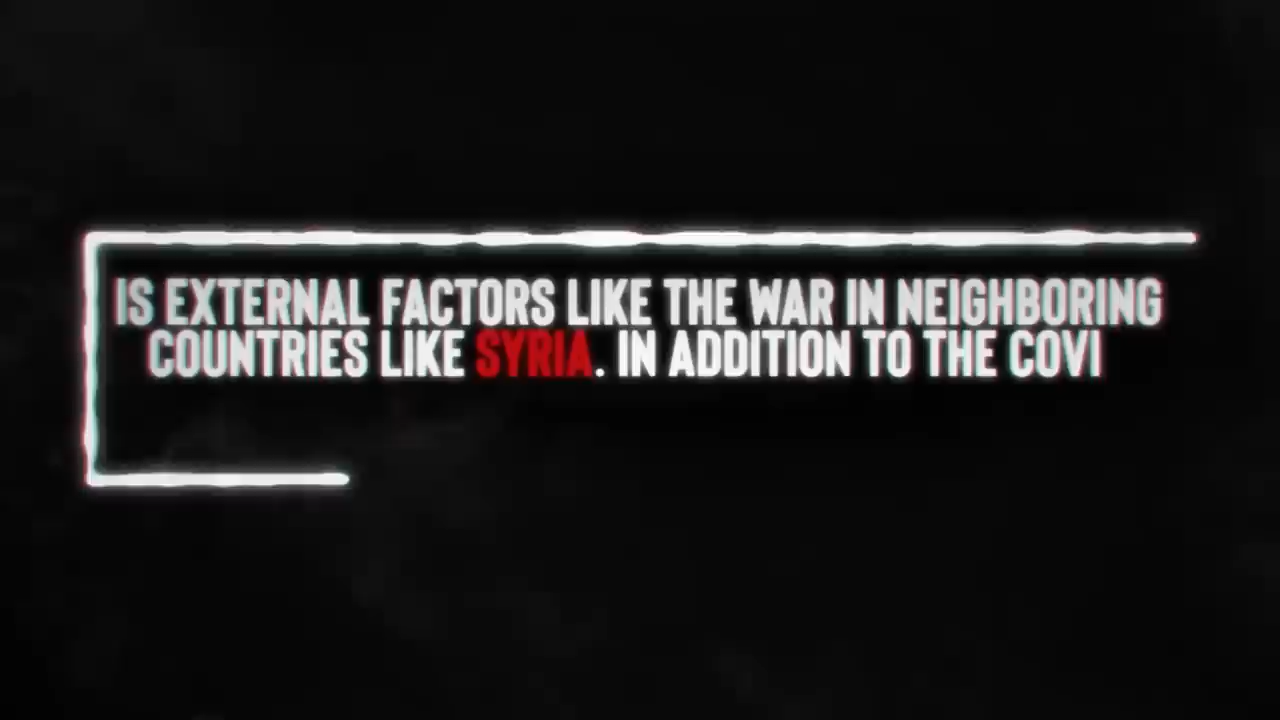 IS EXTERNAL FACTORS LIKE THE WAR IN NEIGHBORING
COUNTRIES LIKE SYRIA. IN ADDITION TO THE COVI